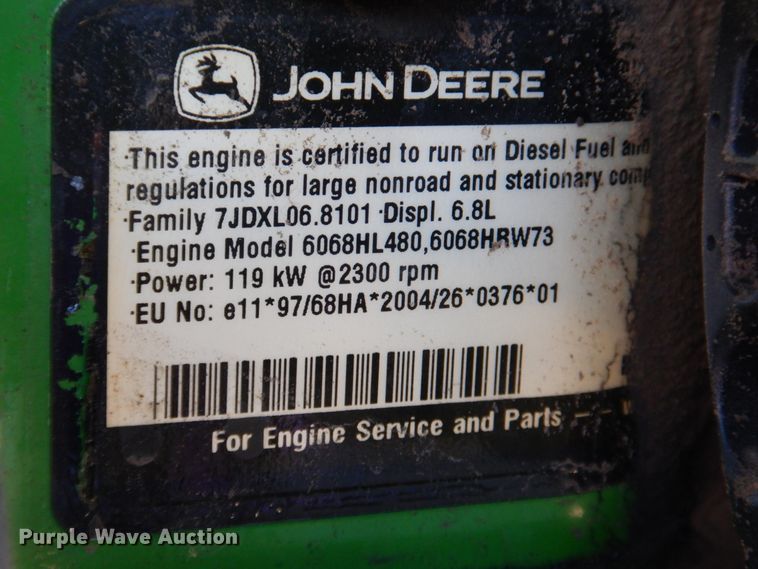 JOHN DEERE
·This engine is certified to run on Diesel Fuel and
regulations for large nonroad and stationary comp
·Family 7JDXL06.8101 ·Displ. 6.8L
·Engine Model 6068HL480,6068HRW73
·Power: 119 kW @2300 rpm
·EU No: e11*97/68HA*2004/26*0376*01
For Engine Service and Parts --
Purple Wave Auction